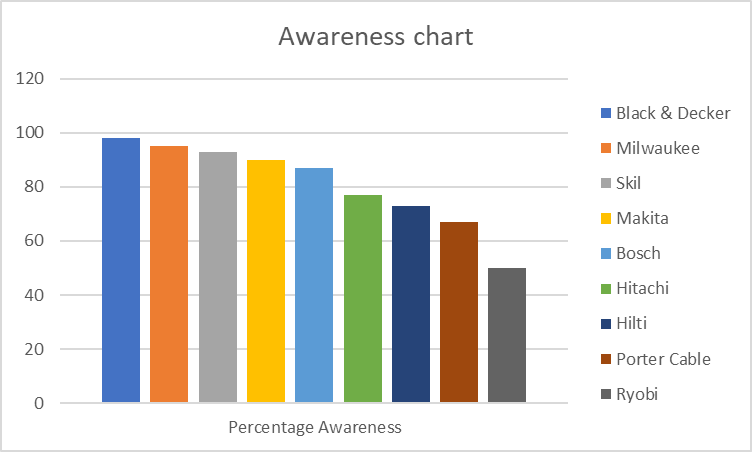 Awareness chart
120
100
80
60
40
20
0
Percentage Awareness
Black & Decker
Milwaukee
Skil
Makita
Bosch
Hitachi
Hilti
Porter Cable
Ryobi